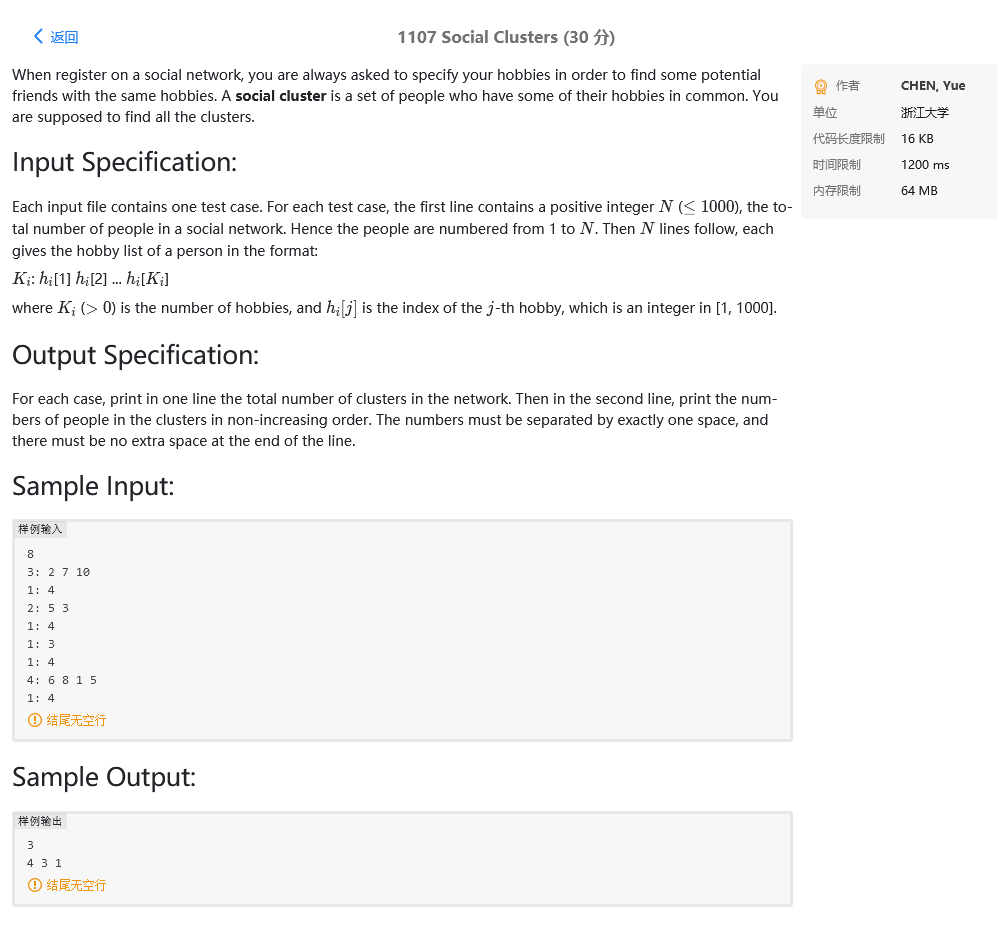 返回
1107 Social Clusters (30 分)
When register on a social network, you are always asked to specify your hobbies in order to find some potential
friends with the same hobbies. A social cluster is a set of people who have some of their hobbies in common. You
are supposed to find all the clusters.
作者 CHEN, Yue
单位 浙江大学
代码长度限制 16 KB
时间限制 1200 ms
内存限制 64 MB
Input Specification:
Each input file contains one test case. For each test case, the first line contains a positive integer N (≤ 1000), the to-
tal number of people in a social network. Hence the people are numbered from 1 to N. Then N lines follow, each
gives the hobby list of a person in the format:
K_i: h_i[1] h_i[2] ... h_i[K_i]
where K_i (> 0) is the number of hobbies, and h_i[j] is the index of the j-th hobby, which is an integer in [1, 1000].
Output Specification:
For each case, print in one line the total number of clusters in the network. Then in the second line, print the num-
bers of people in the clusters in non-increasing order. The numbers must be separated by exactly one space, and
there must be no extra space at the end of the line.
Sample Input:
样例输入
8
3: 2 7 10
1: 4
2: 5 3
1: 4
1: 3
1: 4
4: 6 8 1 5
1: 4
结尾无空行
Sample Output:
样例输出
3
4 3 1
结尾无空行